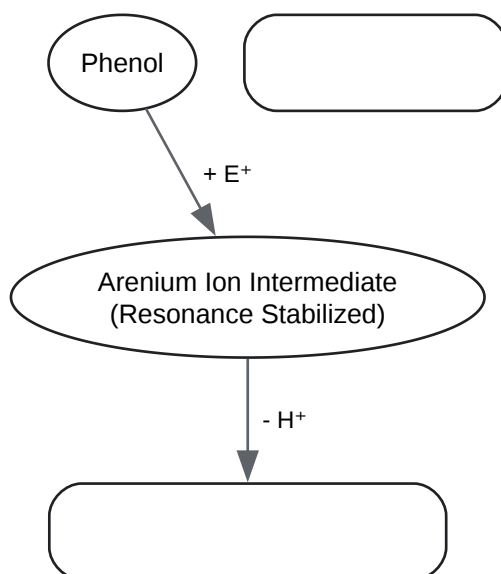 Phenol
+ E⁺
Arenium Ion Intermediate
(Resonance Stabilized)
- H⁺